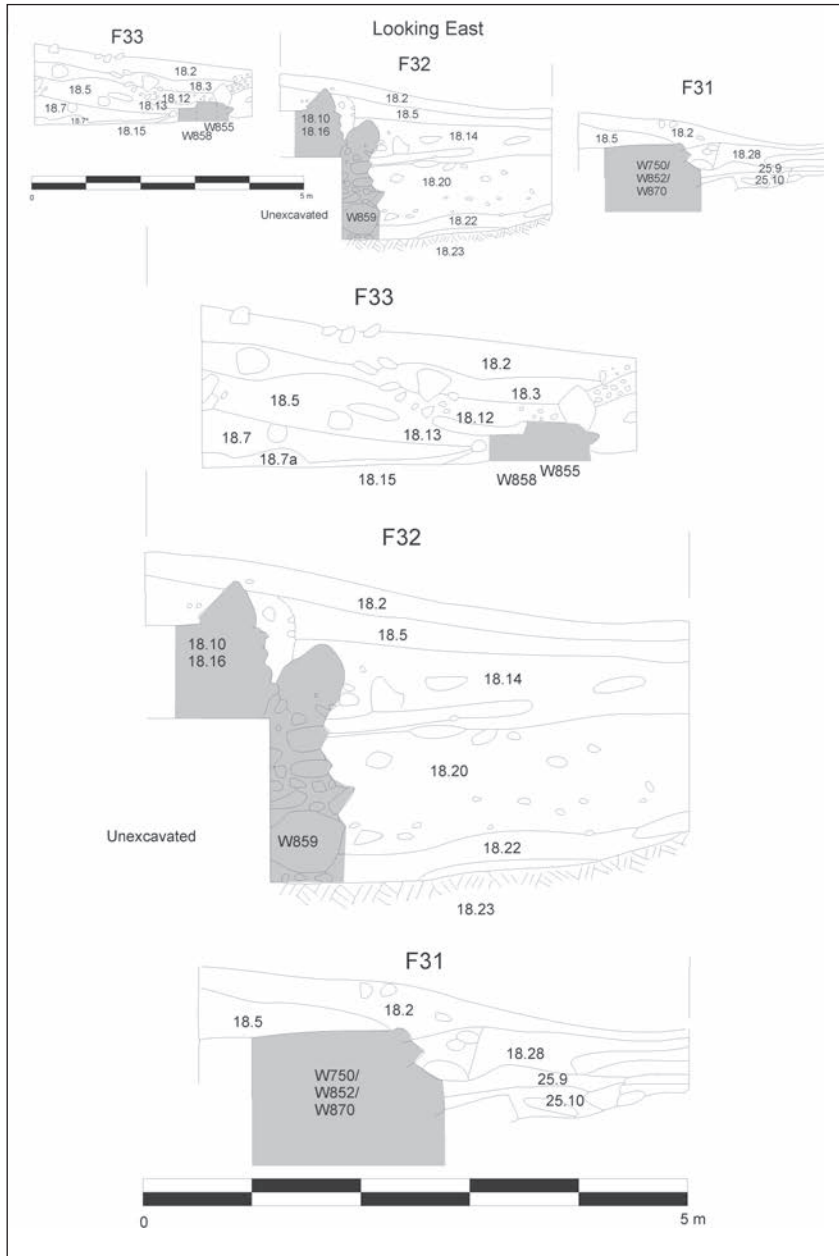 Looking East
F33
F32
F31
18.2
18.5
18.3
18.12
18.7
18.13
18.15
W855
W858
18.2
18.5
18.10
18.16
18.14
18.20
W859
18.22
18.23
Unexcavated
18.5
18.2
W750/
W852/
W870
18.28
25.9
25.10
0
5 m
F33
18.2
18.3
18.5
18.12
18.13
18.7
18.7a
18.15
W855
W858
F32
18.2
18.5
18.10
18.16
18.14
18.20
W859
Unexcavated
18.22
18.23
F31
18.2
18.5
18.28
W750/
W852/
W870
25.9
25.10
0
5 m